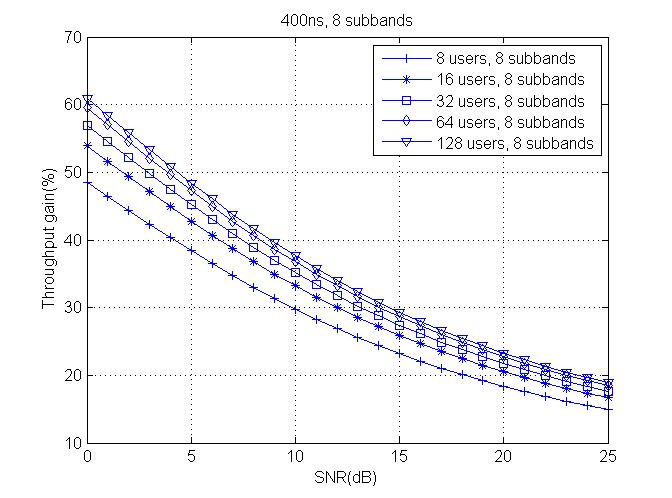 400ns, 8 subbands
70
60
50
40
30
20
10
Throughput gain(%)
8 users, 8 subbands
16 users, 8 subbands
32 users, 8 subbands
64 users, 8 subbands
128 users, 8 subbands
0 5 10 15 20 25
SNR(dB)